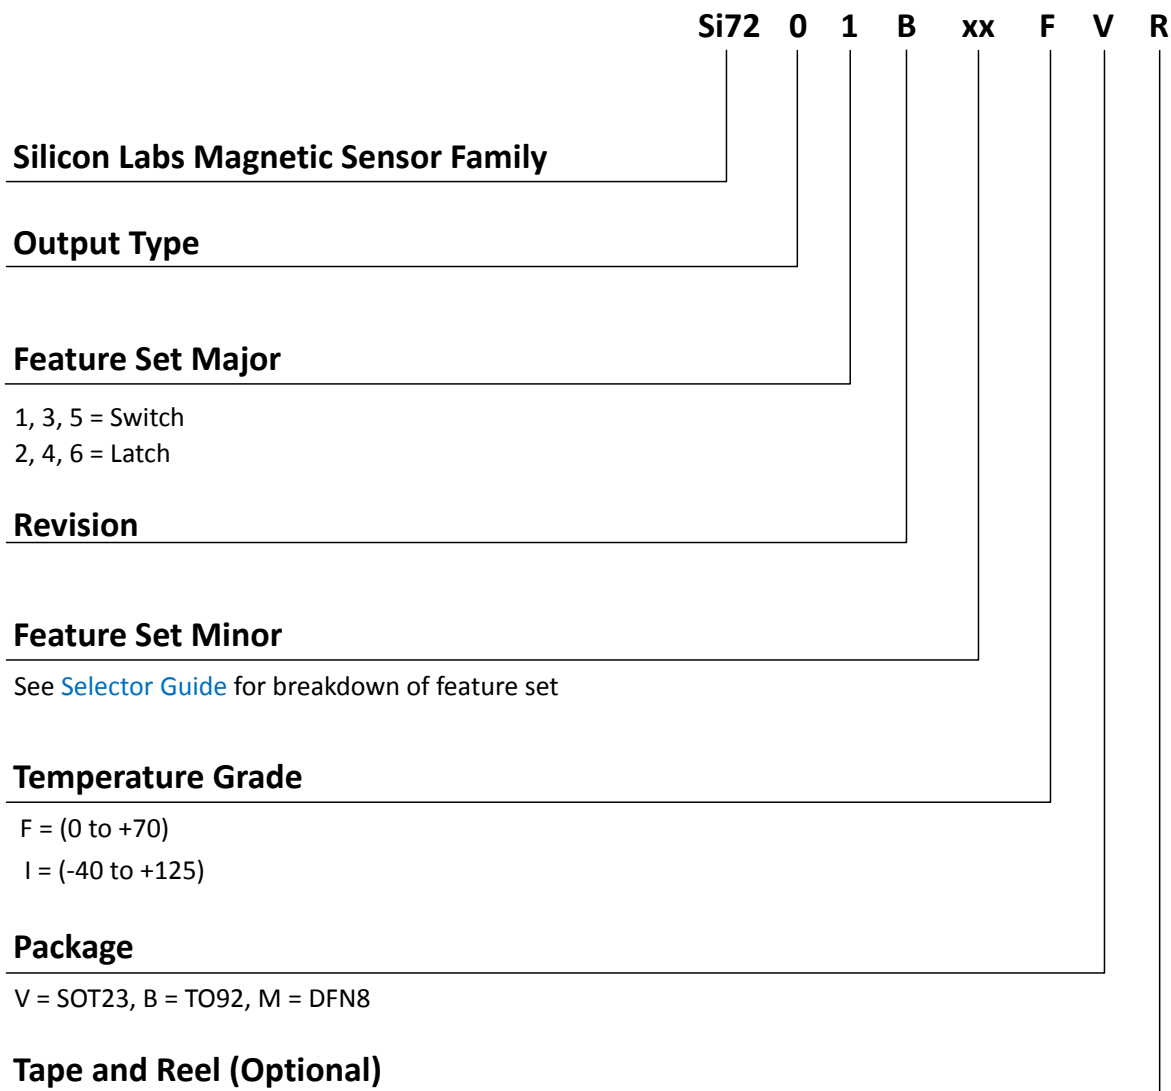 Si72 0 1 B xx F V R
Silicon Labs Magnetic Sensor Family
Output Type
Feature Set Major
1, 3, 5 = Switch
2, 4, 6 = Latch
Revision
Feature Set Minor
See Selector Guide for breakdown of feature set
Temperature Grade
F = (0 to +70)
I = (-40 to +125)
Package
V = SOT23, B = TO92, M = DFN8
Tape and Reel (Optional)